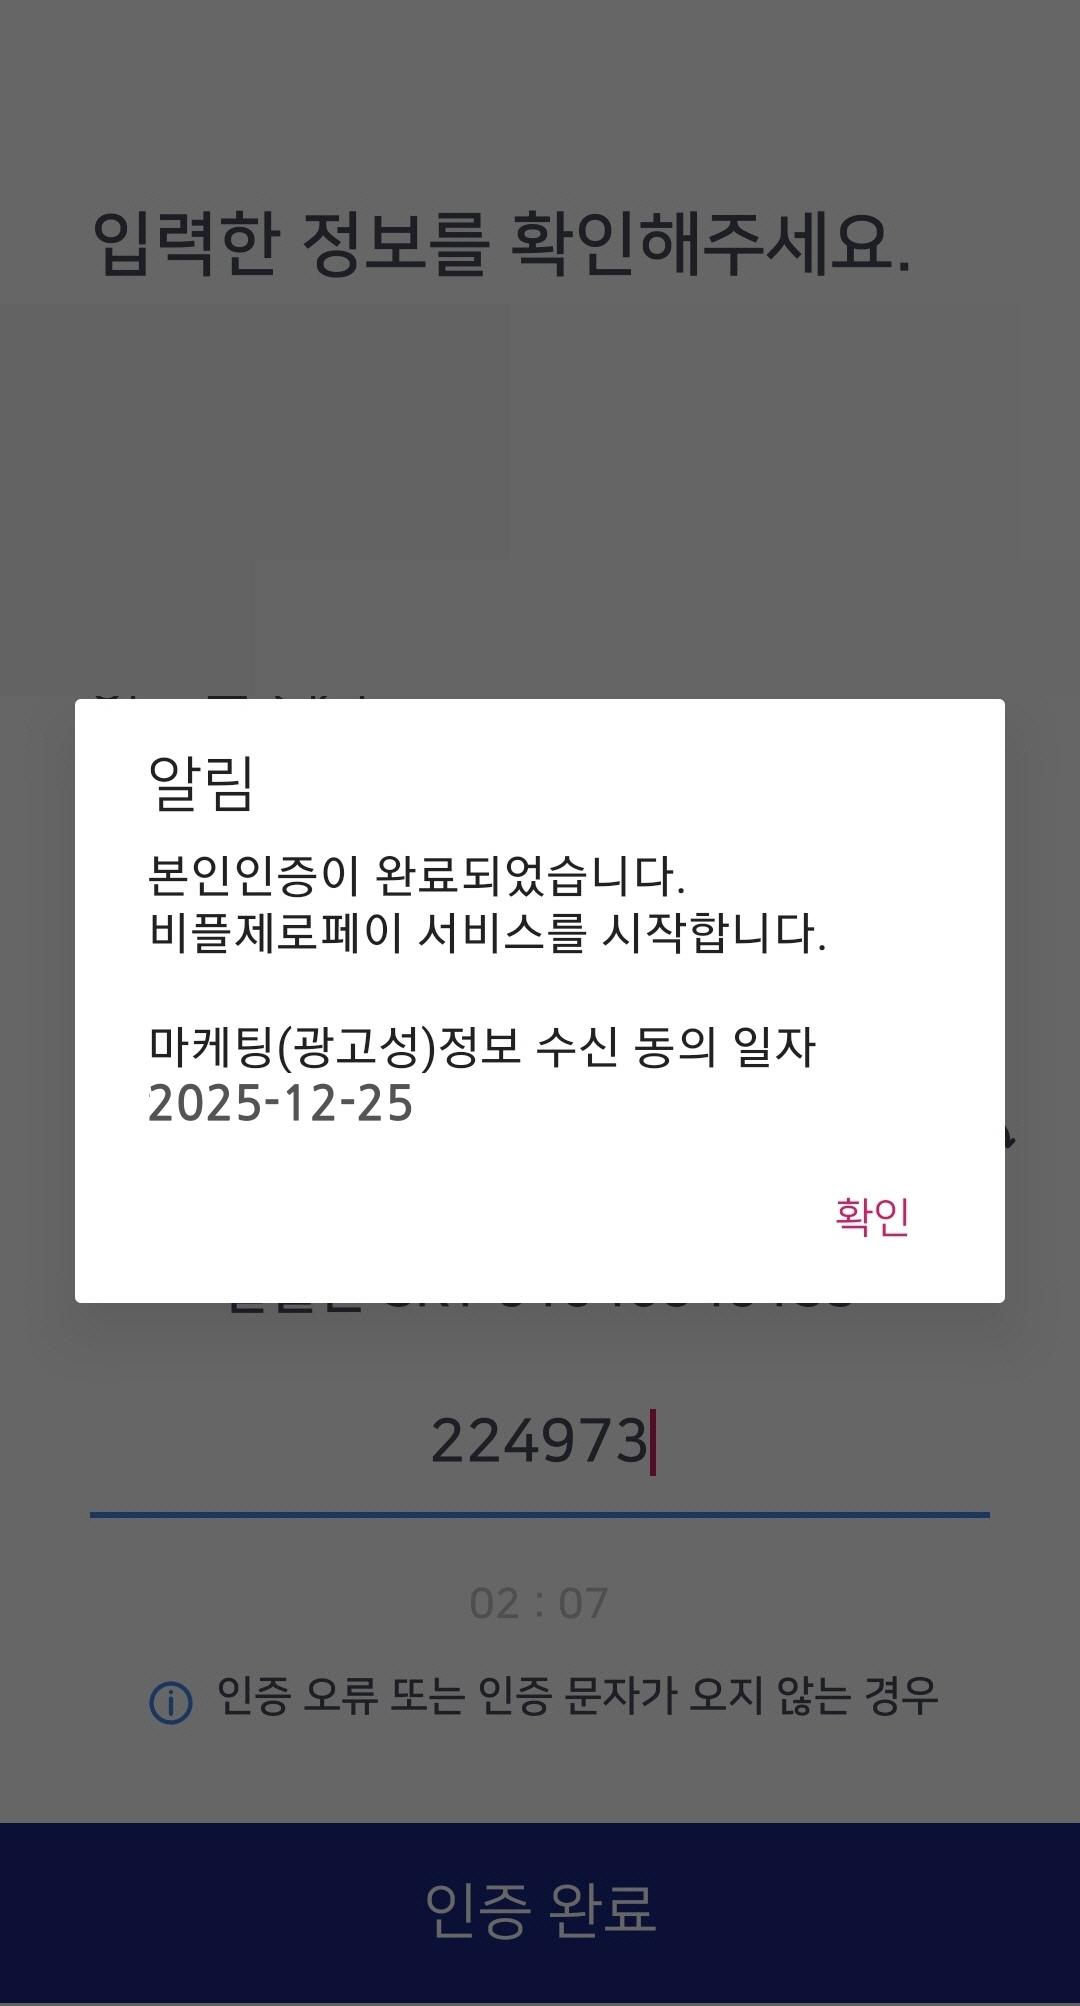 입력한 정보를 확인해주세요.
알림
본인인증이 완료되었습니다.
비플제로페이 서비스를 시작합니다.
마케팅(광고성)정보 수신 동의 일자
2025-12-25
확인
224973
02 : 07
인증 오류 또는 인증 문자가 오지 않는 경우
인증 완료